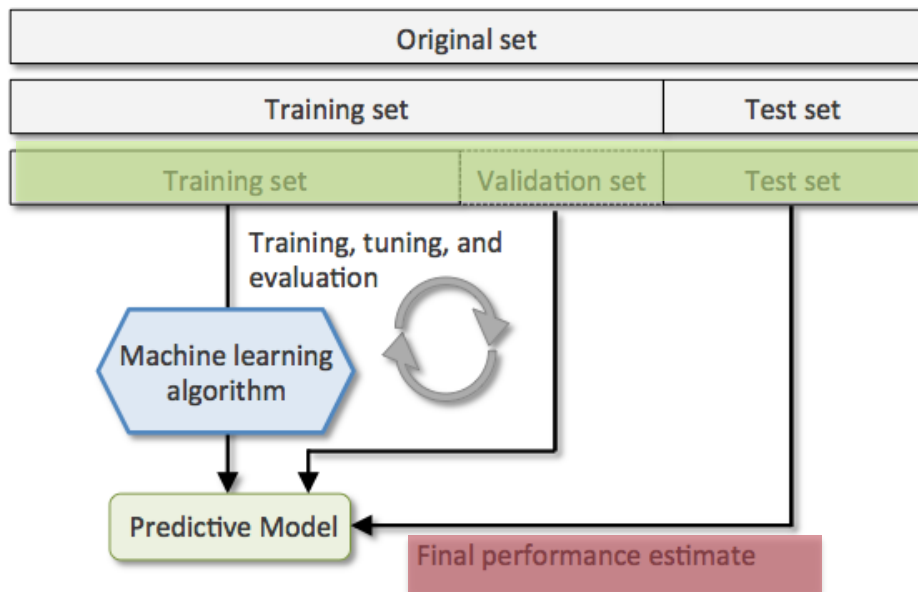 Original set
Training set
Test set
Training set
Validation set
Test set
Training, tuning, and
evaluation
Machine learning
algorithm
Predictive Model
Final performance estimate